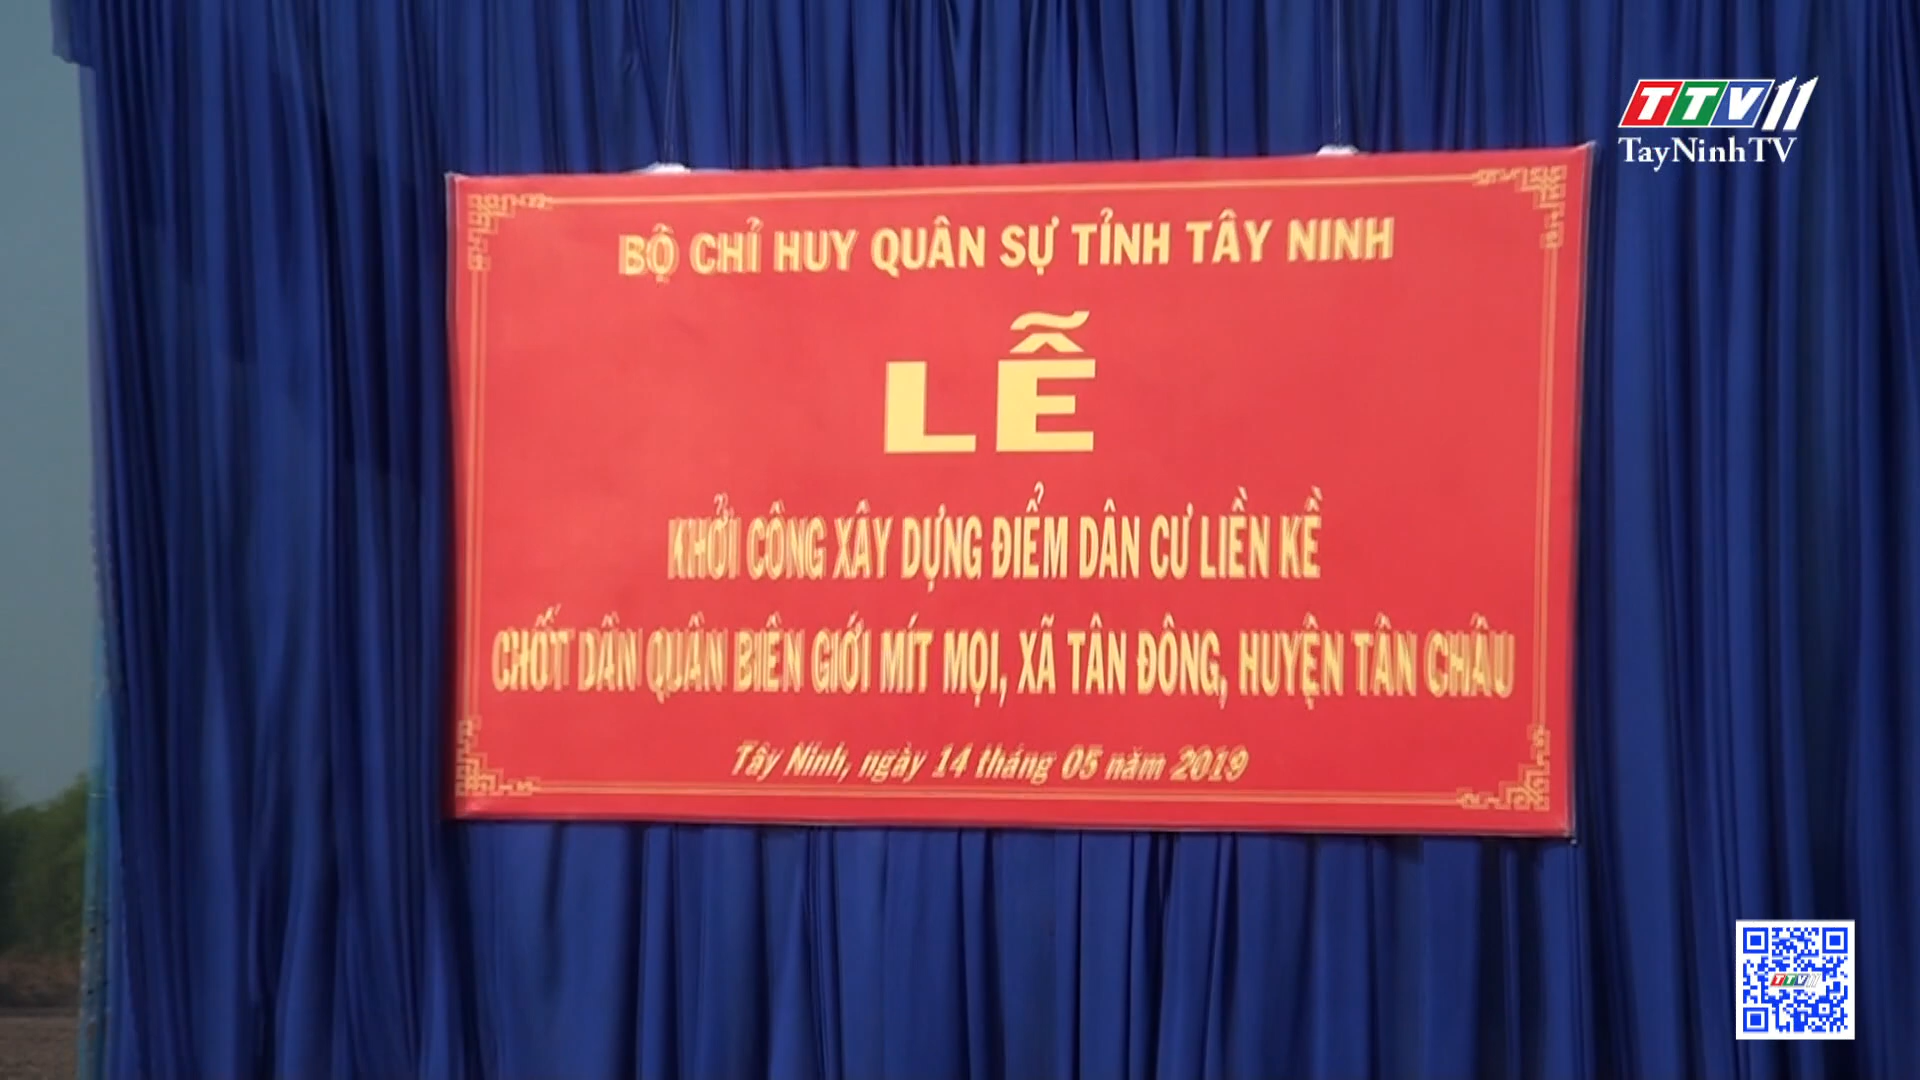 TTV11
TayNinhTV
BỘ CHỈ HUY QUÂN SỰ TỈNH TÂY NINH
LỄ
KHỞI CÔNG XÂY DỰNG ĐIỂM DÂN CƯ LIỀN KỀ
CHỐT DÂN QUÂN BIÊN GIỚI MÍT MỌI, XÃ TÂN ĐÔNG, HUYỆN TÂN CHÂU
Tây Ninh, ngày 14 tháng 05 năm 2019
TTV11